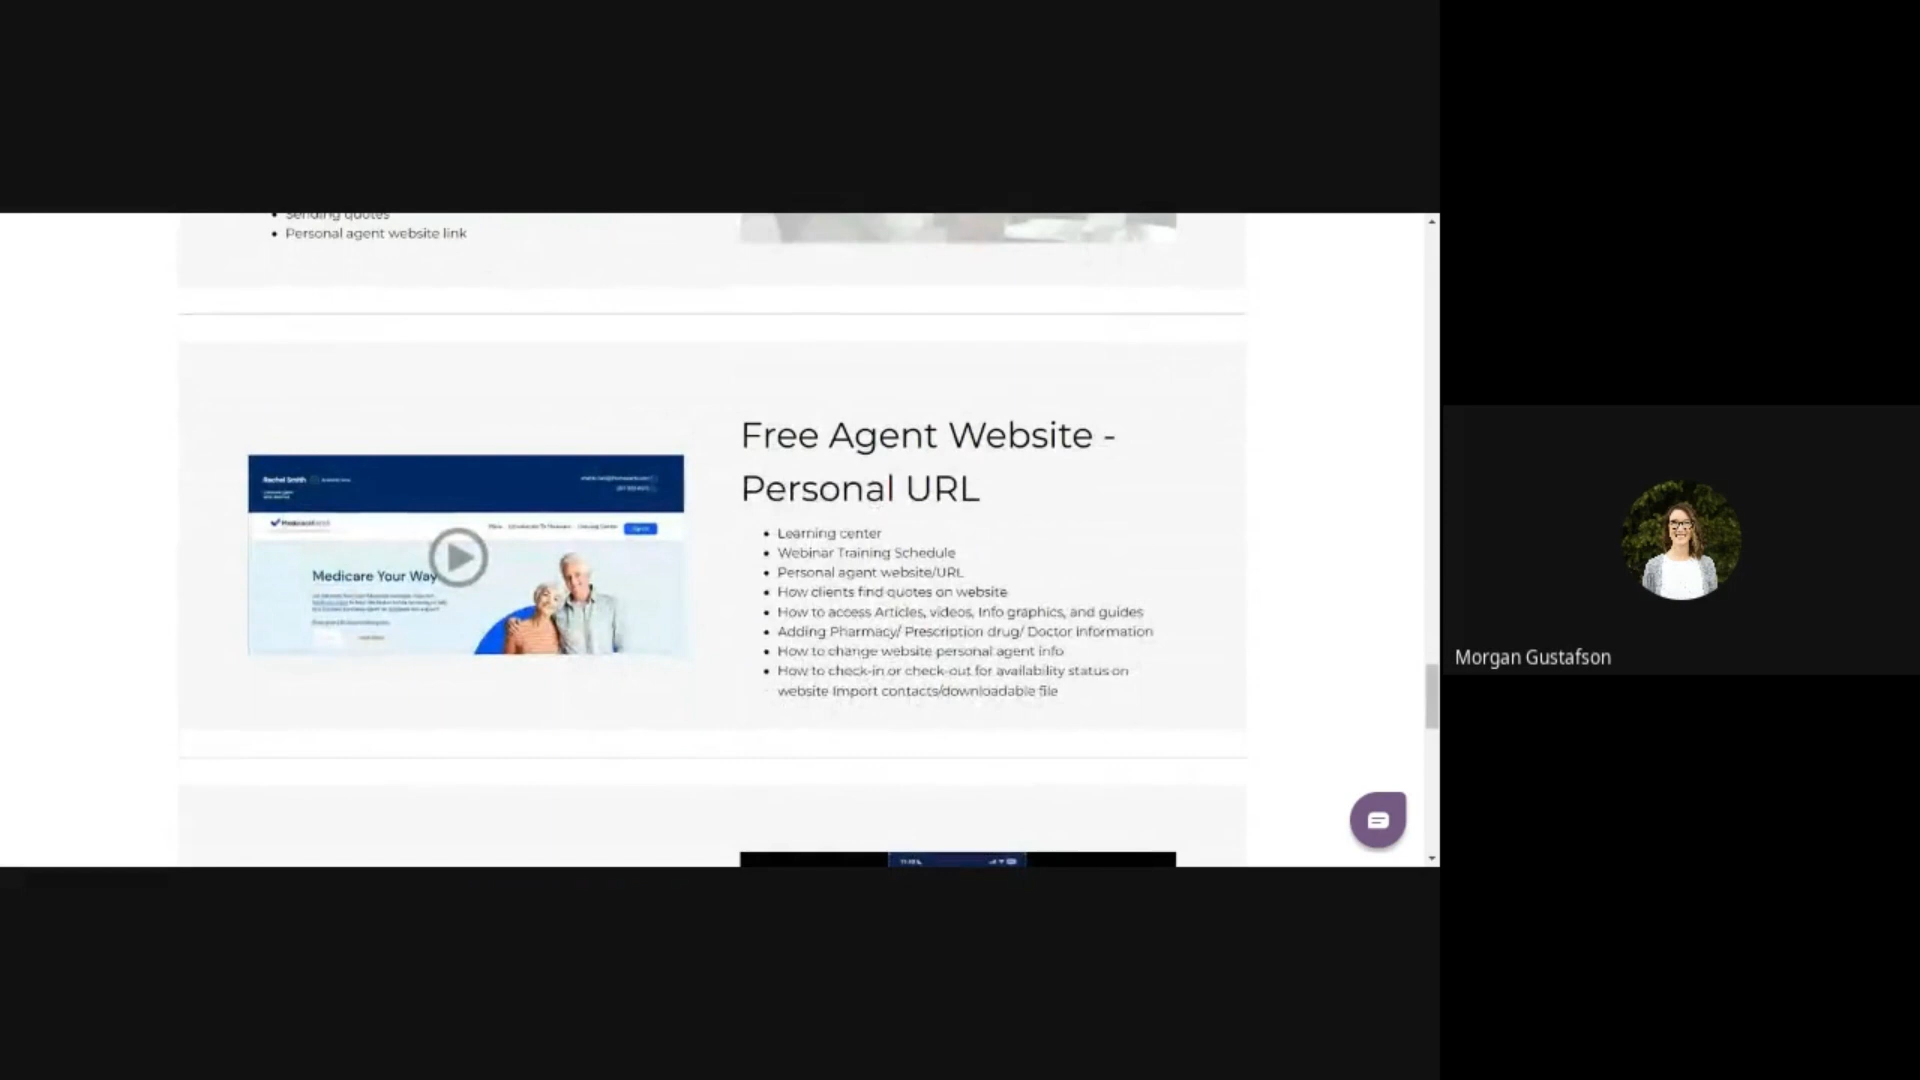 Sending quotes
Personal agent website link
Free Agent Website -
Personal URL
Learning center
Webinar Training Schedule
Personal agent website/URL
How clients find quotes on website
How to access Articles, videos, Info graphics, and guides
Adding Pharmacy/ Prescription drug/ Doctor information
How to change website personal agent info
How to check-in or check-out for availability status on
website Import contacts/downloadable file
Rachel Smith
Medicare Your Way
Morgan Gustafson